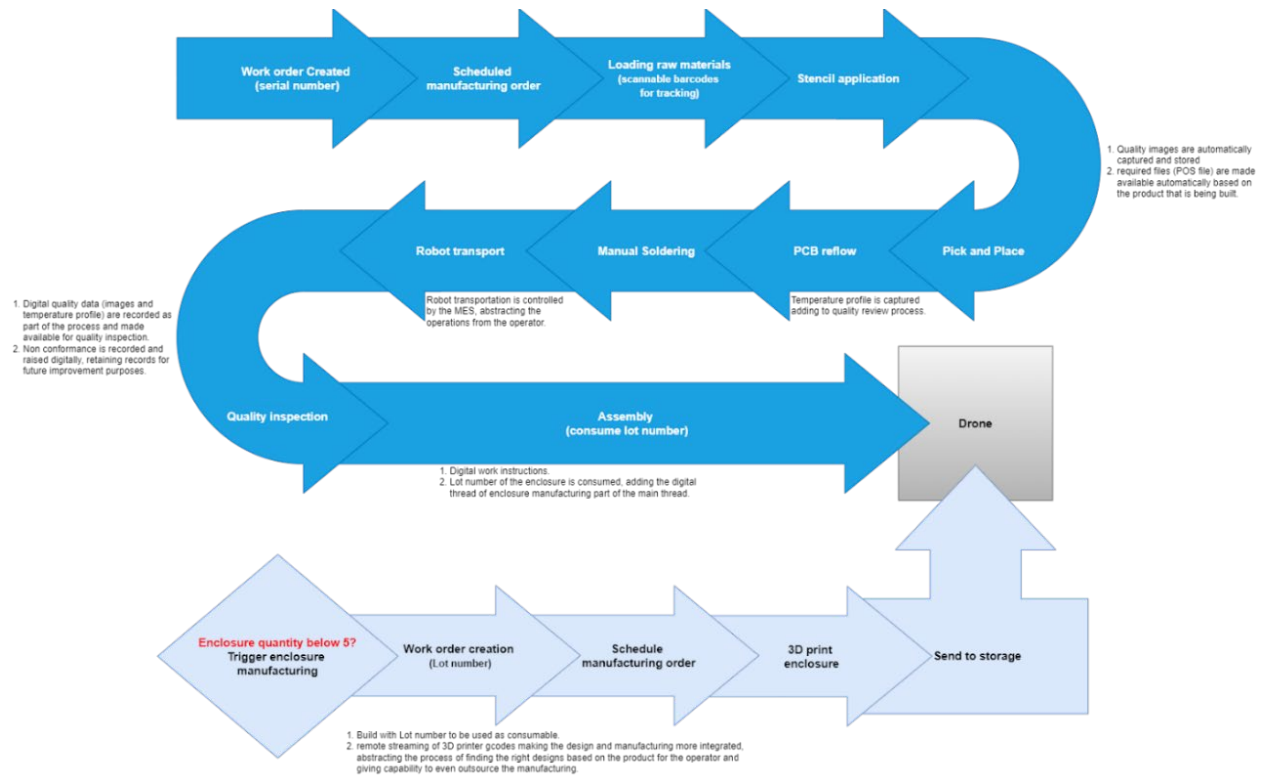 Work order Created
(serial number)
Scheduled
manufacturing order
Loading raw materials
(scannable barcodes
for tracking)
Stencil application
1. Quality images are automatically
captured and stored
2. required files (POS file) are made
available automatically based on
the product that is being built.
Pick and Place
PCB reflow
Manual Soldering
Robot transport
Temperature profile is captured
adding to quality review process.
Robot transportation is controlled
by the MES, abstracting the
operations from the operator.
1. Digital quality data (images and
temperature profile) are recorded as
part of the process and made
available for quality inspection.
2. Non conformance is recorded and
raised digitally, retaining records for
future improvement purposes.
Quality inspection
Assembly
(consume lot number)
Drone
1. Digital work instructions.
2. Lot number of the enclosure is consumed, adding the digital
thread of enclosure manufacturing part of the main thread.
Enclosure quantity below 5?
Trigger enclosure
manufacturing
Work order creation
(Lot number)
Schedule
manufacturing order
3D print
enclosure
Send to storage
1. Build with Lot number to be used as consumable.
2. remote streaming of 3D printer gcodes making the design and manufacturing more integrated,
abstracting the process of finding the right designs based on the product for the operator and
giving capability to even outsource the manufacturing.